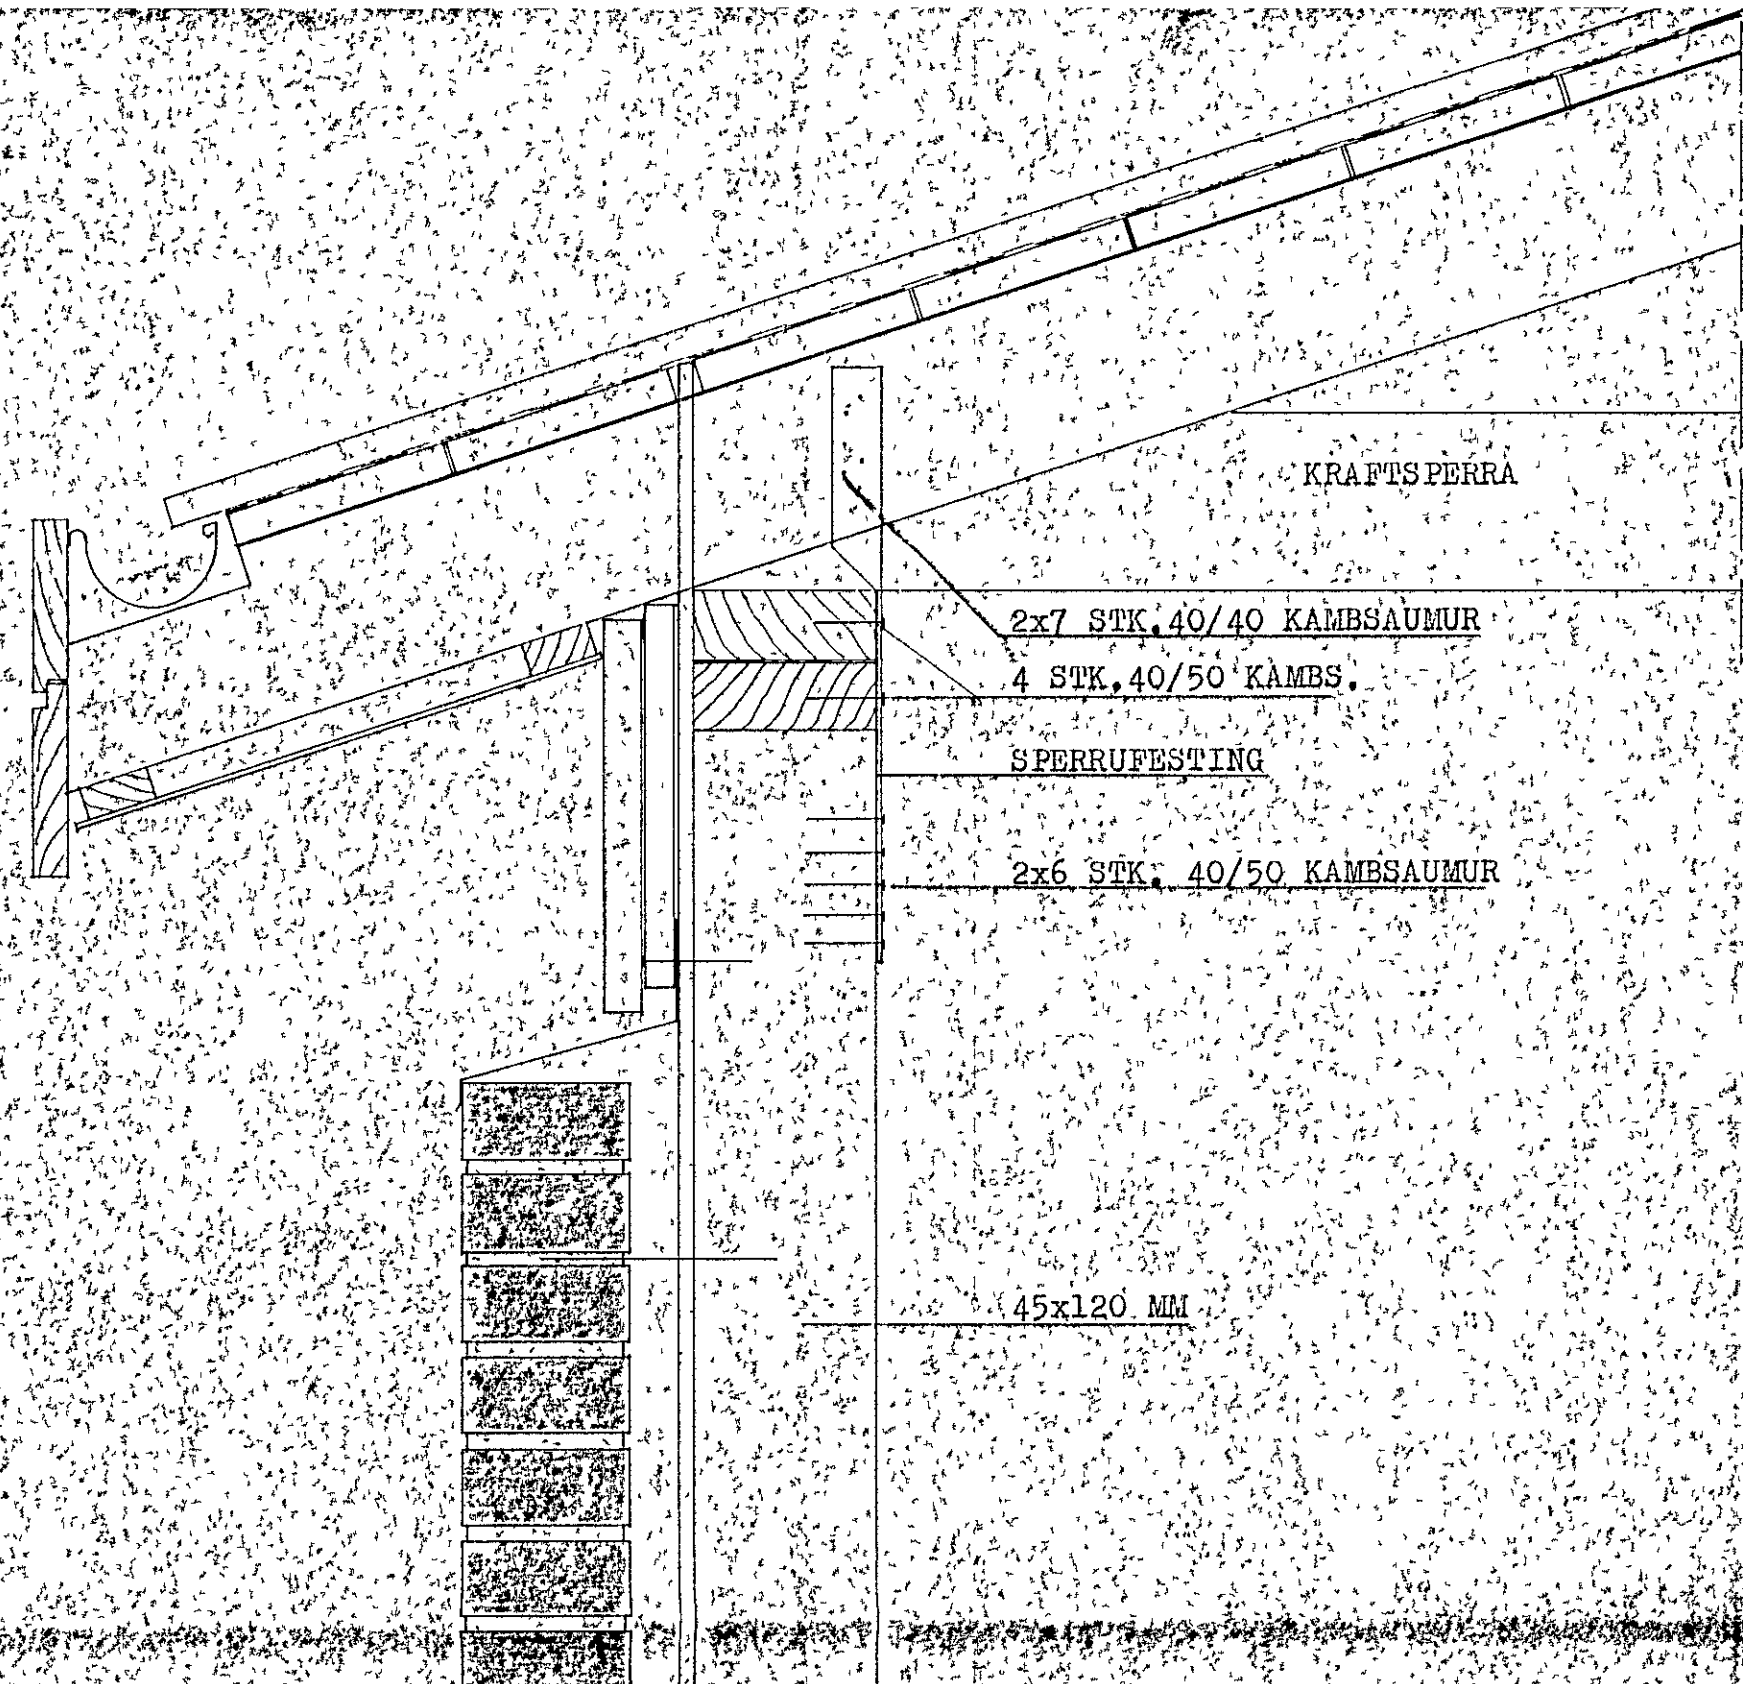 KRAFTSPERRA
2x7 STK. 40/40 KAMBSAUMUR
4 STK. 40/50 KAMBS.
SPERRUFESTING
2x6 STK. 40/50 KAMBSAUMUR
45x120 MM